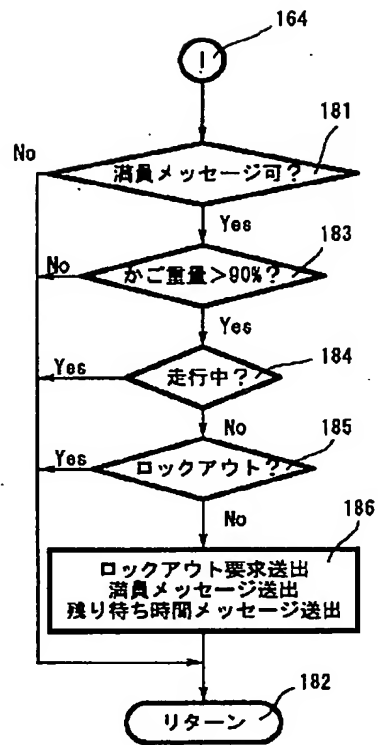 164
I
181
No
満員メッセージ可?
Yes
183
No
かご重量>90%?
Yes
184
Yes
走行中?
No
185
Yes
ロックアウト?
No
186
ロックアウト要求送出
満員メッセージ送出
残り待ち時間メッセージ送出
182
リターン